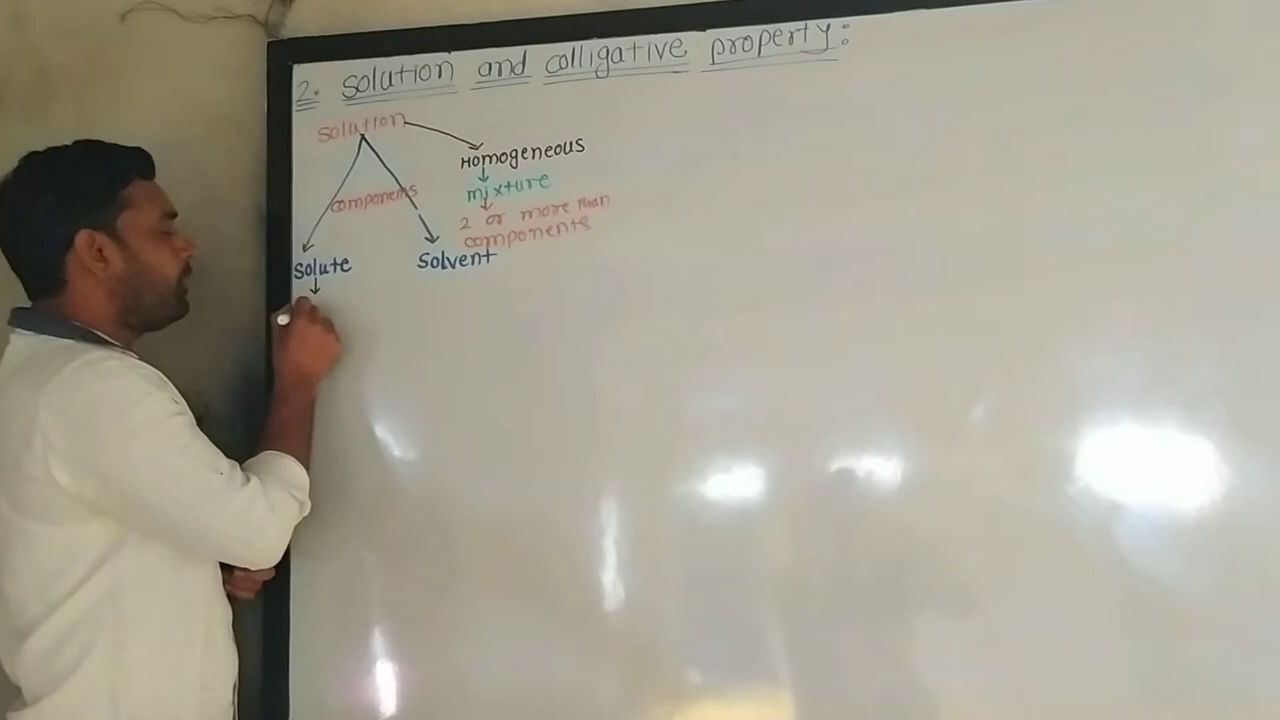 2. Solution and colligative property:
Solution
Homogeneous
mixture
components
2 or more than
components
Solute
Solvent